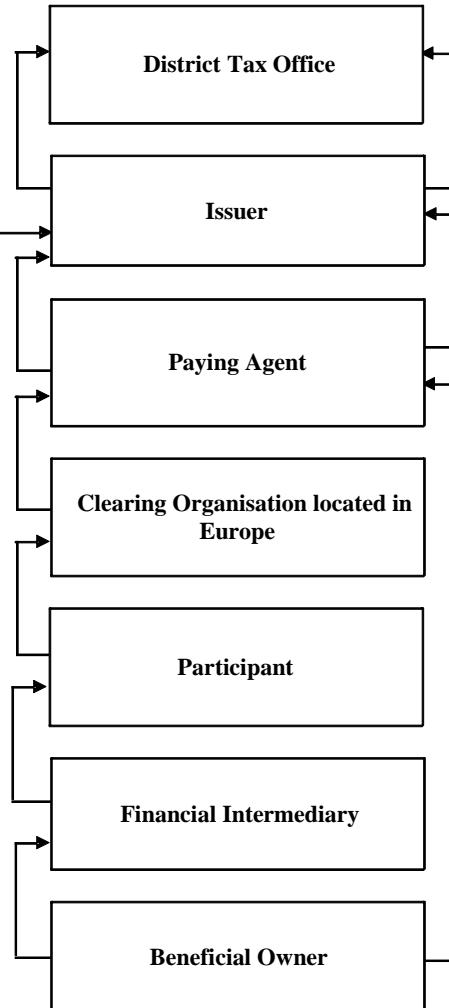 District Tax Office
Issuer
Paying Agent
Clearing Organisation located in
Europe
Participant
Financial Intermediary
Beneficial Owner